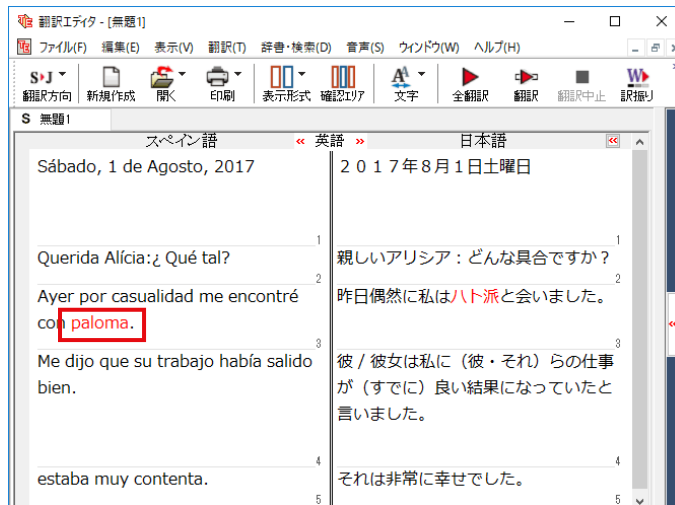 翻訳エディタ - [無題1]
ファイル(F) 編集(E) 表示(V) 翻訳(T) 辞書・検索(D) 音声(S) ウィンドウ(W) ヘルプ(H)
S›J
翻訳方向 新規作成 開く 印刷 表示形式 確認エリア 文字 全翻訳 翻訳 翻訳中止 訳振り
S 無題1
スペイン語 « 英語 » 日本語 «
Sábado, 1 de Agosto, 2017
1
2017年8月1日土曜日
1
Querida Alícia:¿ Qué tal?
2
親しいアリシア：どんな具合ですか？
2
Ayer por casualidad me encontré
con paloma.
3
昨日偶然に私はハト派と会いました。
3
Me dijo que su trabajo había salido
bien.
4
彼 / 彼女は私に（彼・それ）らの仕事
が（すでに）良い結果になっていたと
言いました。
4
estaba muy contenta.
5
それは非常に幸せでした。
5